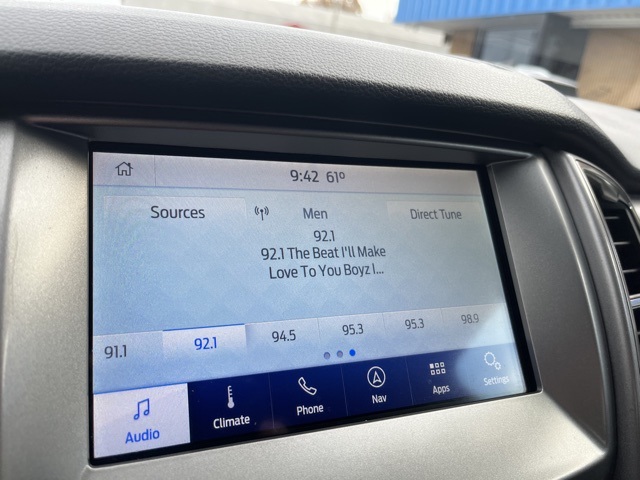 9:42 61°
Sources
Men
Direct Tune
92.1
92.1 The Beat I'll Make
Love To You Boyz I...
91.1
92.1
94.5
95.3
95.3
98.9
Audio
Climate
Phone
Nav
Apps
Settings